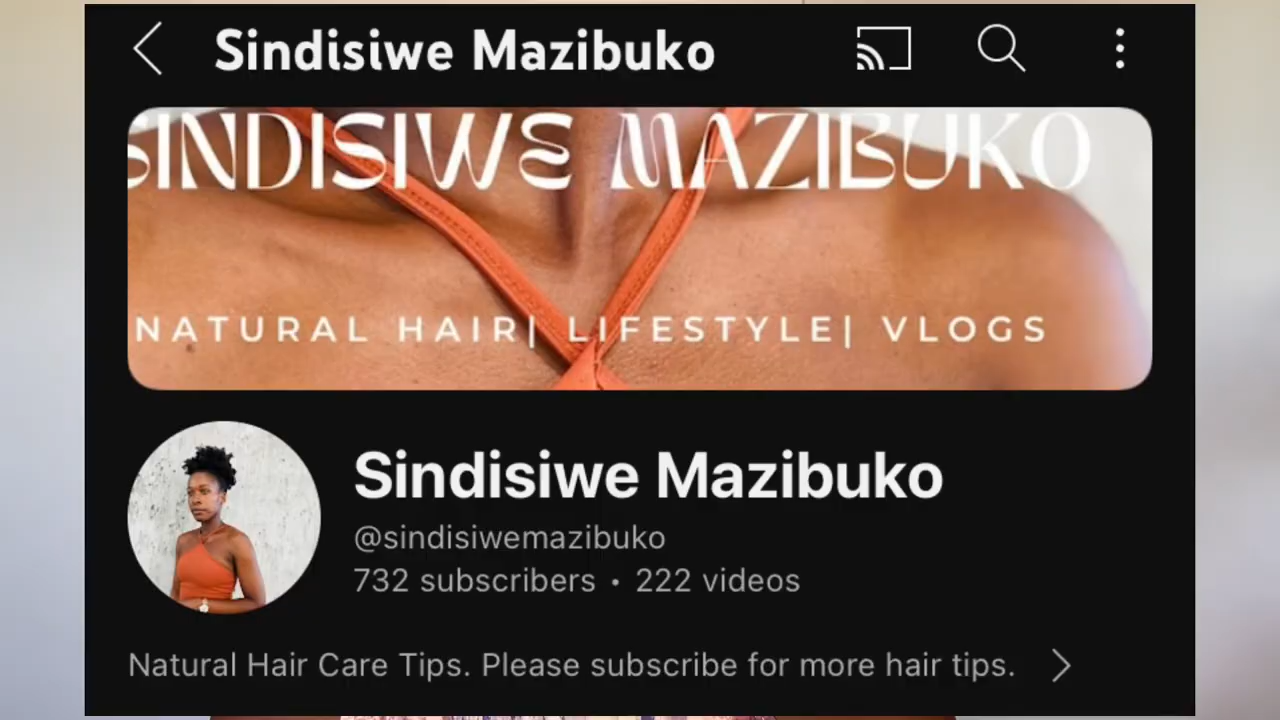 Sindisiwe Mazibuko
SINDISIWE MAZIBUKO
NATURAL HAIR| LIFESTYLE| VLOGS
Sindisiwe Mazibuko
@sindisiwemazibuko
732 subscribers • 222 videos
Natural Hair Care Tips. Please subscribe for more hair tips.